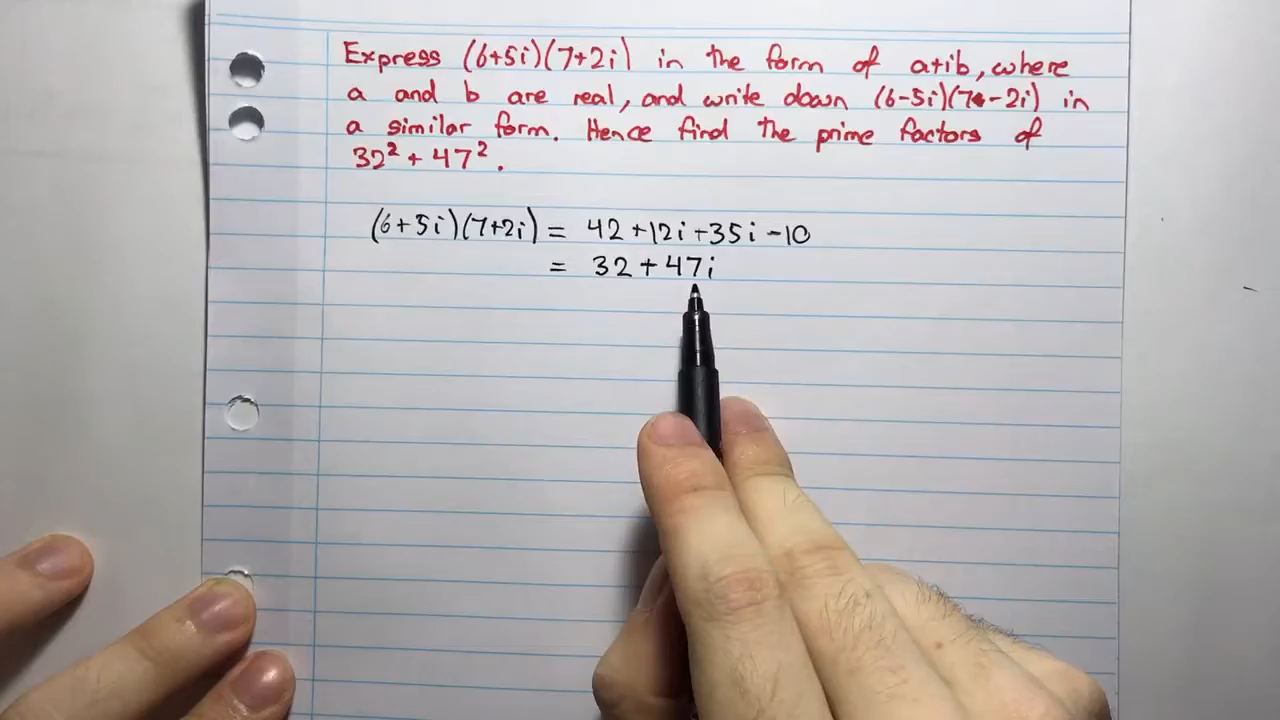 Express (6+5i)(7+2i) in the form of a+ib, where
a and b are real, and write down (6-5i)(7-2i) in
a similar form. Hence find the prime factors of
32² + 47².
(6+5i)(7+2i) = 42+12i+35i-10
= 32+47i